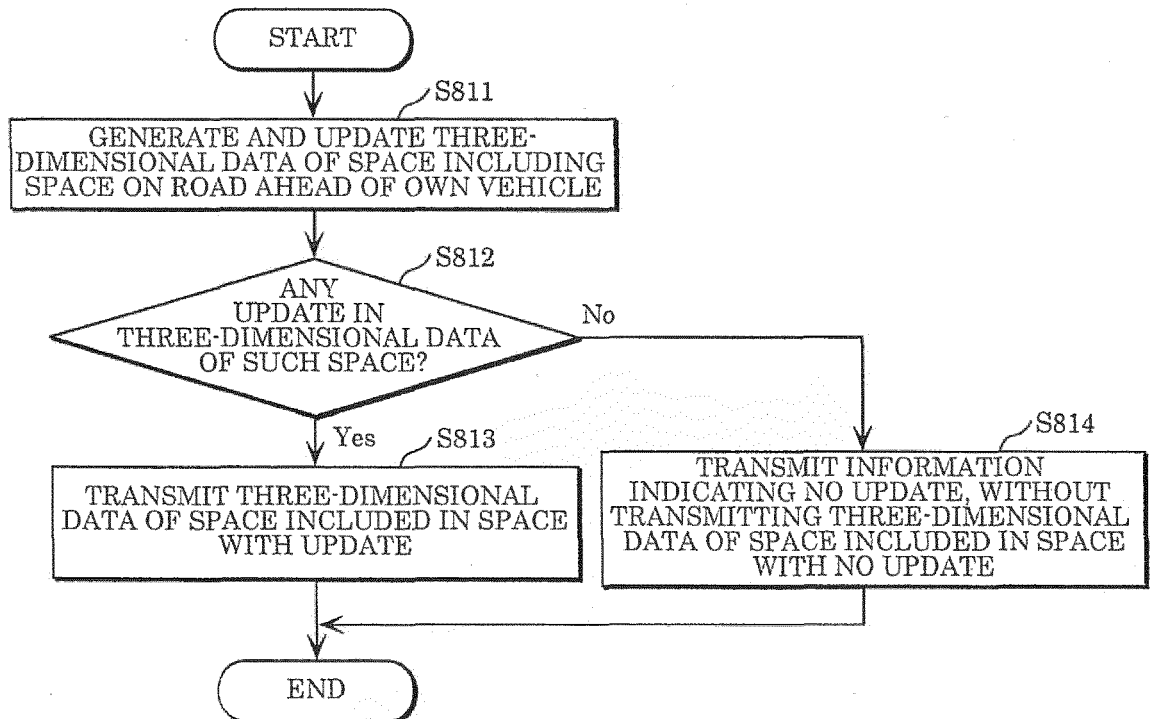 START
S811
GENERATE AND UPDATE THREE-
DIMENSIONAL DATA OF SPACE INCLUDING
SPACE ON ROAD AHEAD OF OWN VEHICLE
S812
ANY
UPDATE IN
THREE-DIMENSIONAL DATA
OF SUCH SPACE?
No
Yes
S813
TRANSMIT THREE-DIMENSIONAL
DATA OF SPACE INCLUDED IN SPACE
WITH UPDATE
S814
TRANSMIT INFORMATION
INDICATING NO UPDATE, WITHOUT
TRANSMITTING THREE-DIMENSIONAL
DATA OF SPACE INCLUDED IN SPACE
WITH NO UPDATE
END